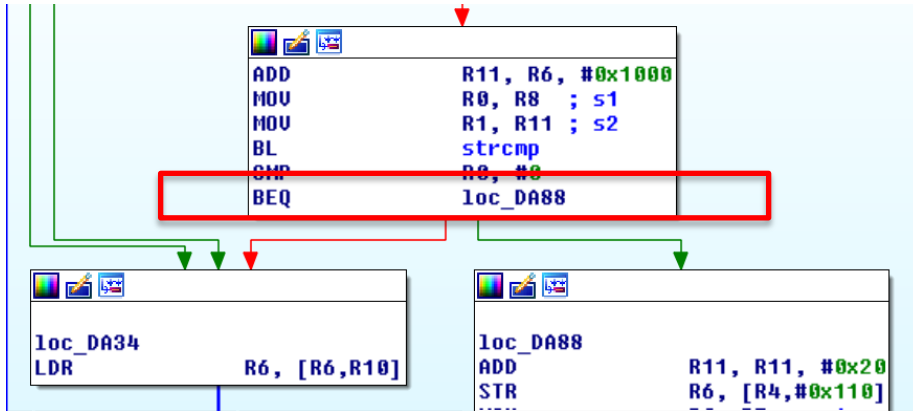 ADD R11, R6, #0x1000
MOV R0, R8 ; s1
MOV R1, R11 ; s2
BL strcmp
CMP R0, #0
BEQ loc_DA88
loc_DA34
LDR R6, [R6,R10]
loc_DA88
ADD R11, R11, #0x20
STR R6, [R4,#0x110]